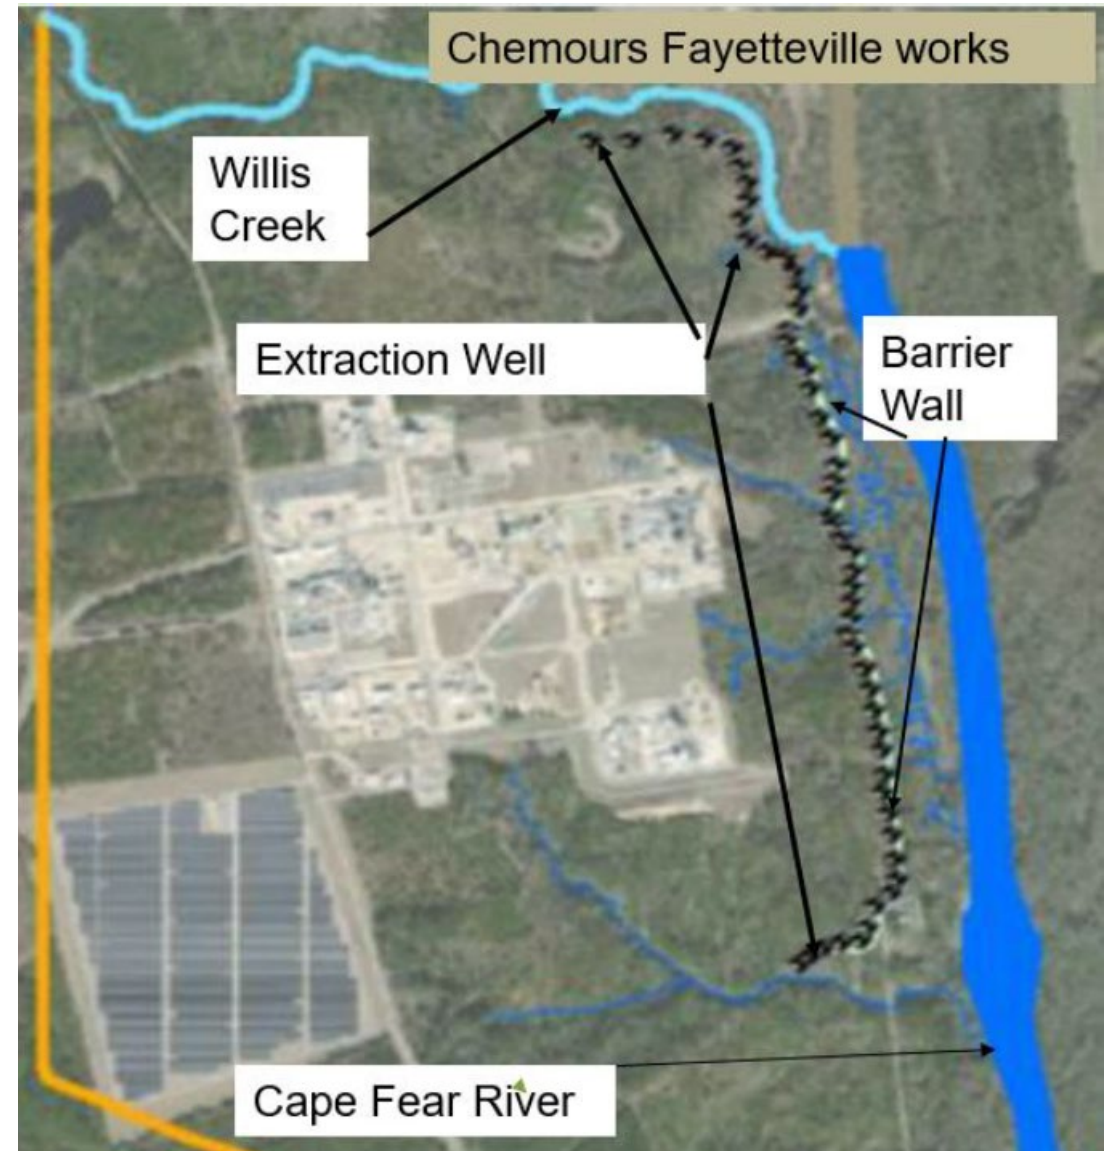 Chemours Fayetteville works
Willis
Creek
Extraction Well
Barrier
Wall
Cape Fear River